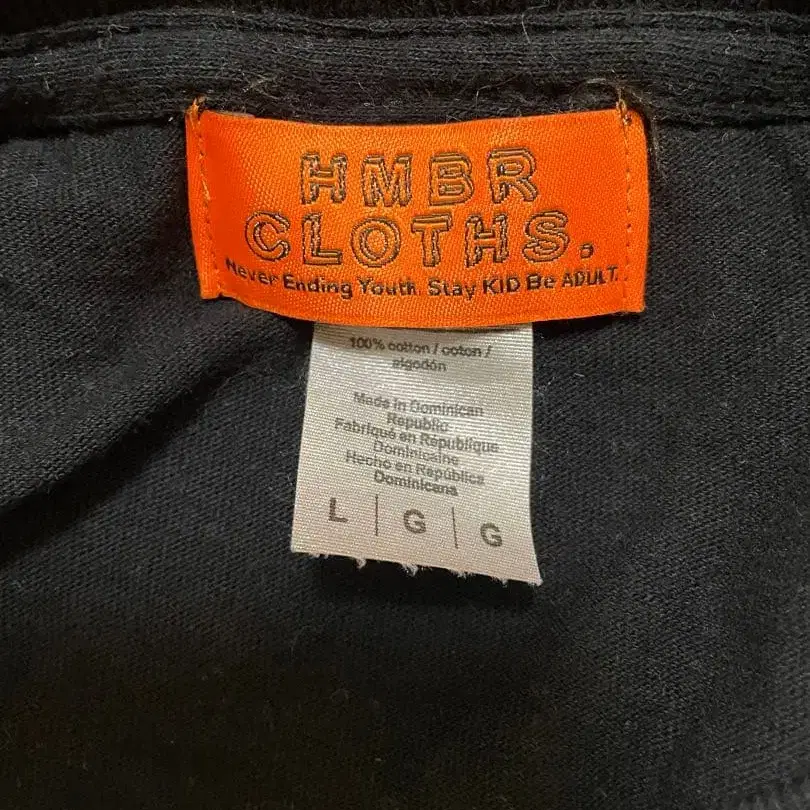 HMBR
CLOTHS.
Never Ending Youth. Stay KID Be ADULT.
100% cotton / coton /
algodón
Made in Dominican
Republic
Fabriqué en République
Dominicaine
Hecho en República
Dominicana
L | G | G